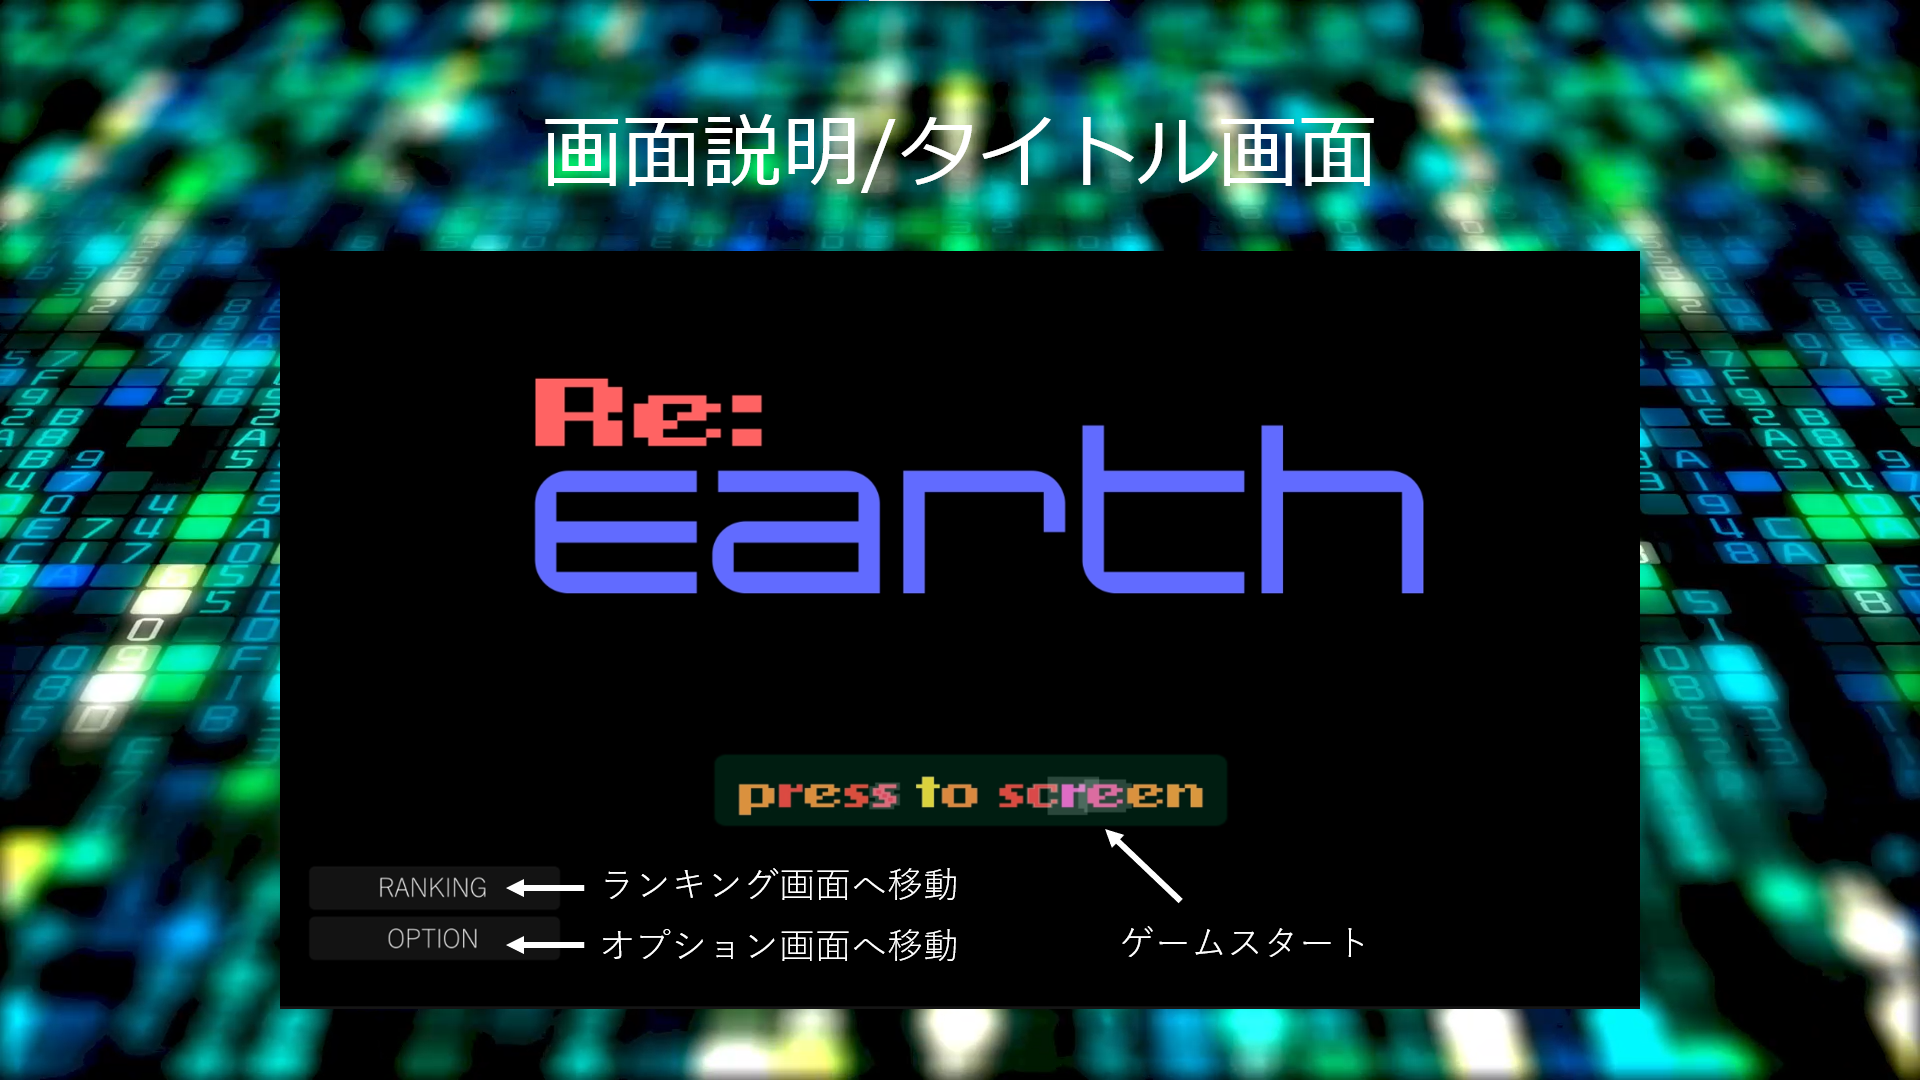 画面説明/タイトル画面
Re:
earth
press to screen
RANKING
ランキング画面へ移動
OPTION
オプション画面へ移動
ゲームスタート